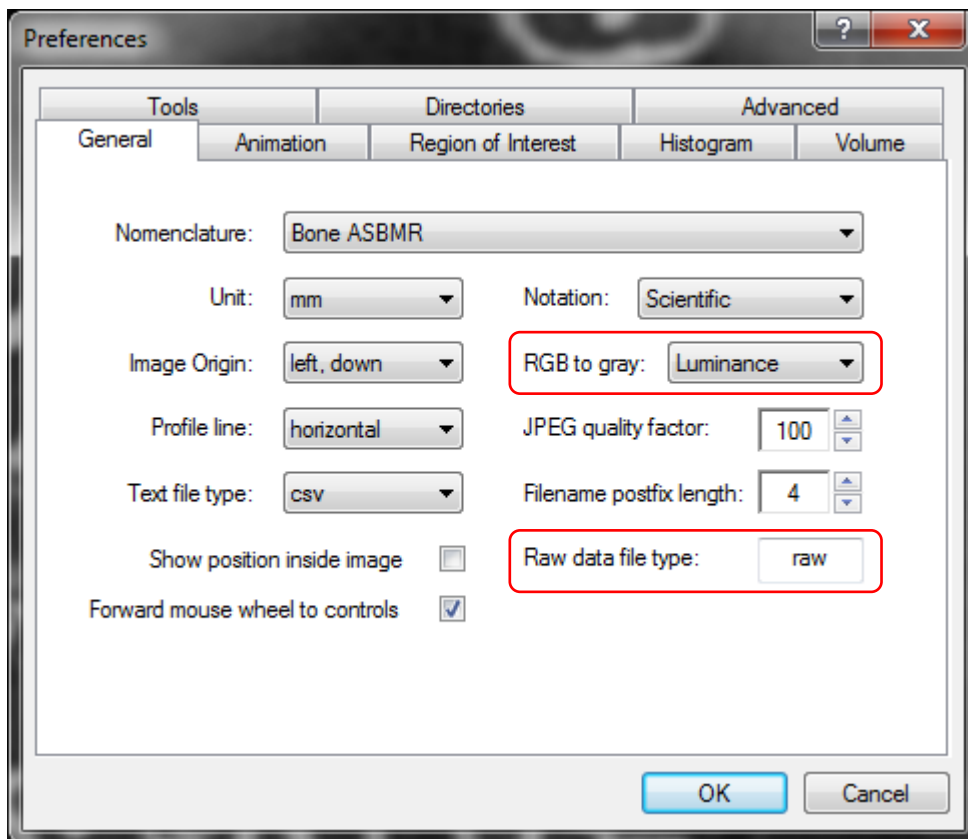 Preferences
Tools Directories Advanced
General Animation Region of Interest Histogram Volume
Nomenclature: Bone ASBMR
Unit: mm Notation: Scientific
Image Origin: left, down RGB to gray: Luminance
Profile line: horizontal JPEG quality factor: 100
Text file type: csv Filename postfix length: 4
Show position inside image Raw data file type: raw
Forward mouse wheel to controls
OK Cancel